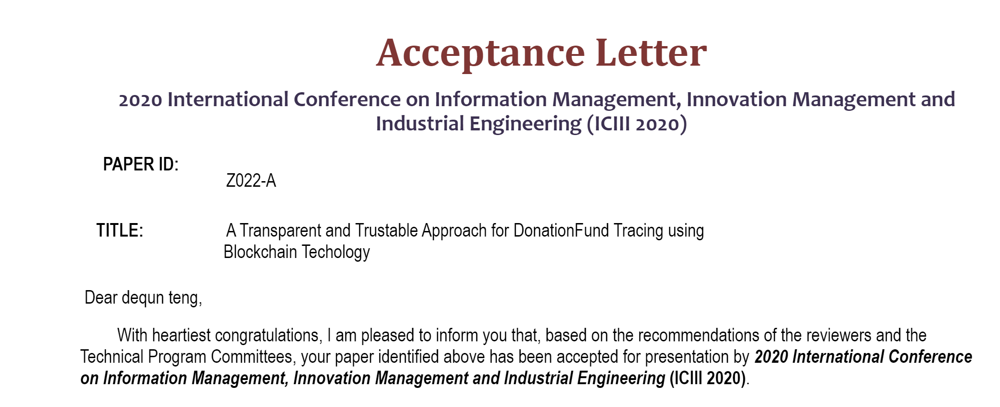 Acceptance Letter
2020 International Conference on Information Management, Innovation Management and
Industrial Engineering (ICIII 2020)
PAPER ID:
Z022-A
TITLE: A Transparent and Trustable Approach for DonationFund Tracing using
Blockchain Techology
Dear dequn teng,
With heartiest congratulations, I am pleased to inform you that, based on the recommendations of the reviewers and the
Technical Program Committees, your paper identified above has been accepted for presentation by 2020 International Conference
on Information Management, Innovation Management and Industrial Engineering (ICIII 2020).